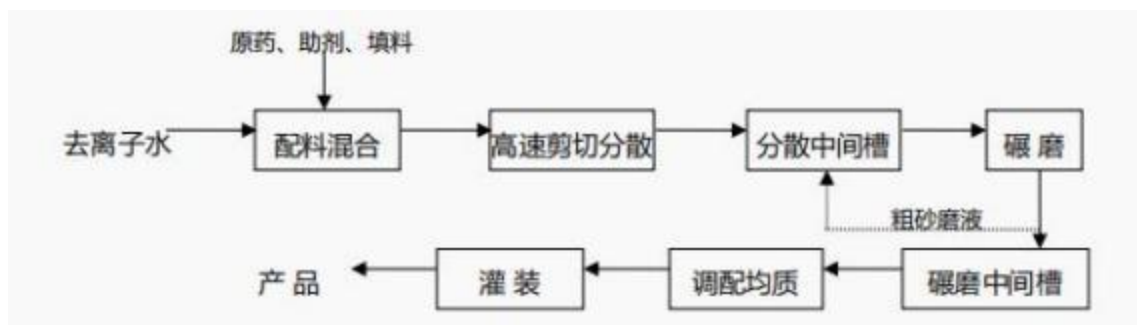 原药、助剂、填料
去离子水
配料混合
高速剪切分散
分散中间槽
碾 磨
粗砂磨液
产 品
灌 装
调配均质
碾磨中间槽